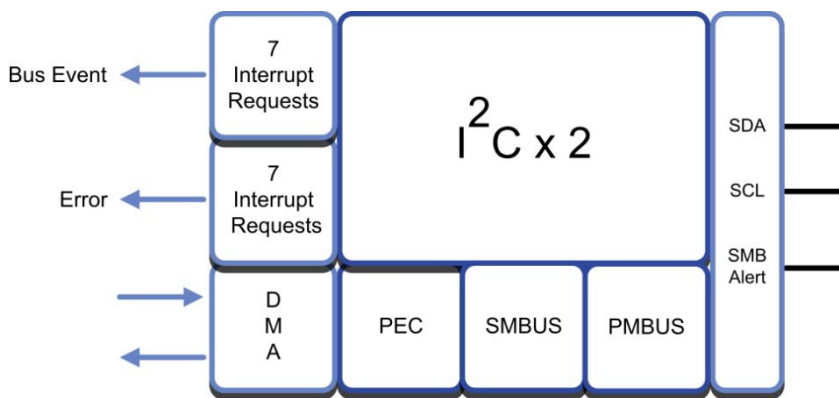 Bus Event
7
Interrupt
Requests
Error
7
Interrupt
Requests
D
M
A
I²C x 2
PEC
SMBUS
PMBUS
SDA
SCL
SMB
Alert